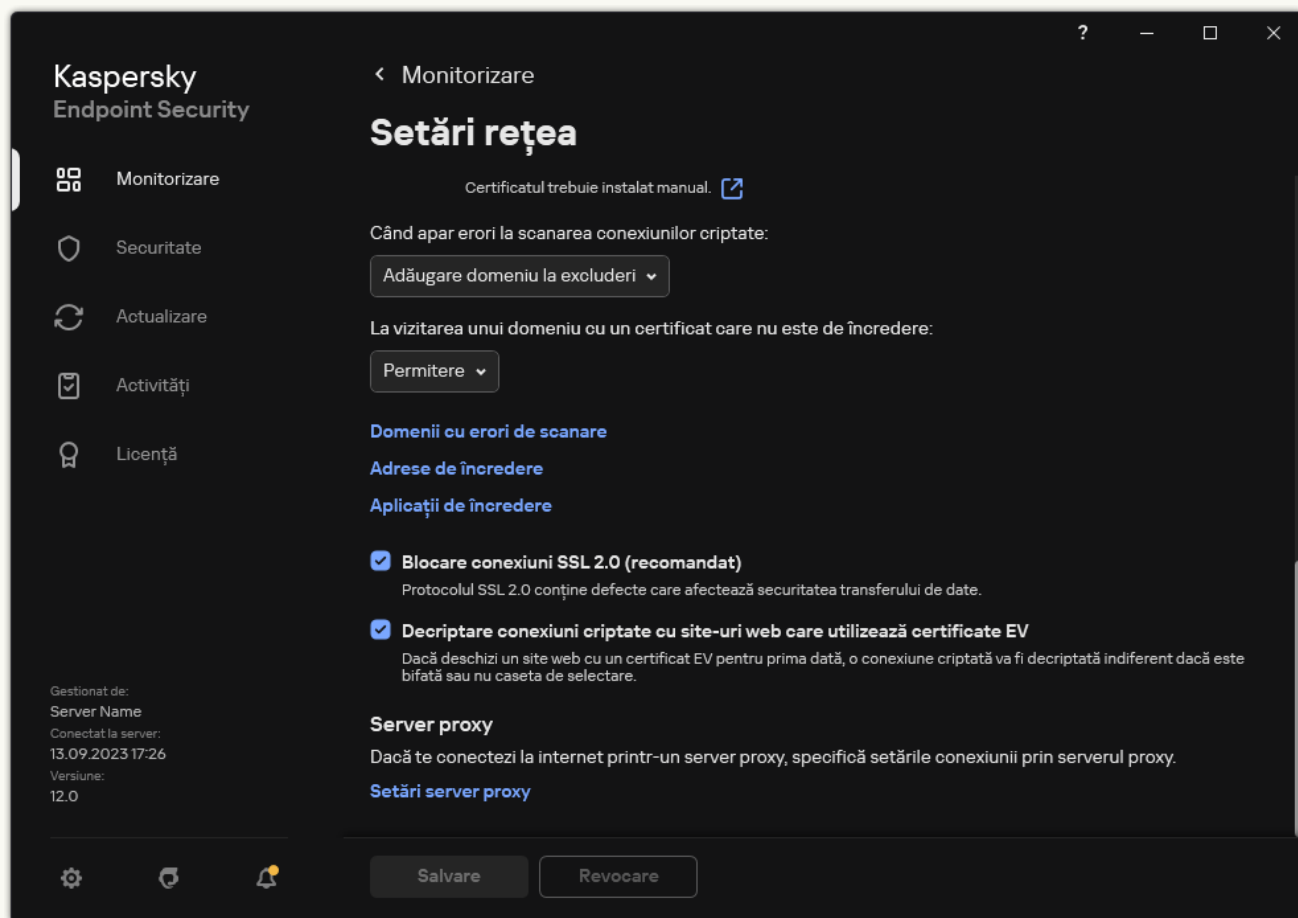 ?
Kaspersky
Endpoint Security
Monitorizare
Securitate
Actualizare
Activități
Licență
Gestionat de:
Server Name
Conectat la server:
13.09.2023 17:26
Versiune:
12.0
Monitorizare
Setări rețea
Certificatul trebuie instalat manual.
Când apar erori la scanarea conexiunilor criptate:
Adăugare domeniu la excluderi
La vizitarea unui domeniu cu un certificat care nu este de încredere:
Permitere
Domenii cu erori de scanare
Adrese de încredere
Aplicații de încredere
Blocare conexiuni SSL 2.0 (recomandat)
Protocolul SSL 2.0 conține defecte care afectează securitatea transferului de date.
Decriptare conexiuni criptate cu site-uri web care utilizează certificate EV
Dacă deschizi un site web cu un certificat EV pentru prima dată, o conexiune criptată va fi decriptată indiferent dacă este
bifată sau nu caseta de selectare.
Server proxy
Dacă te conectezi la internet printr-un server proxy, specifică setările conexiunii prin serverul proxy.
Setări server proxy
Salvare
Revocare